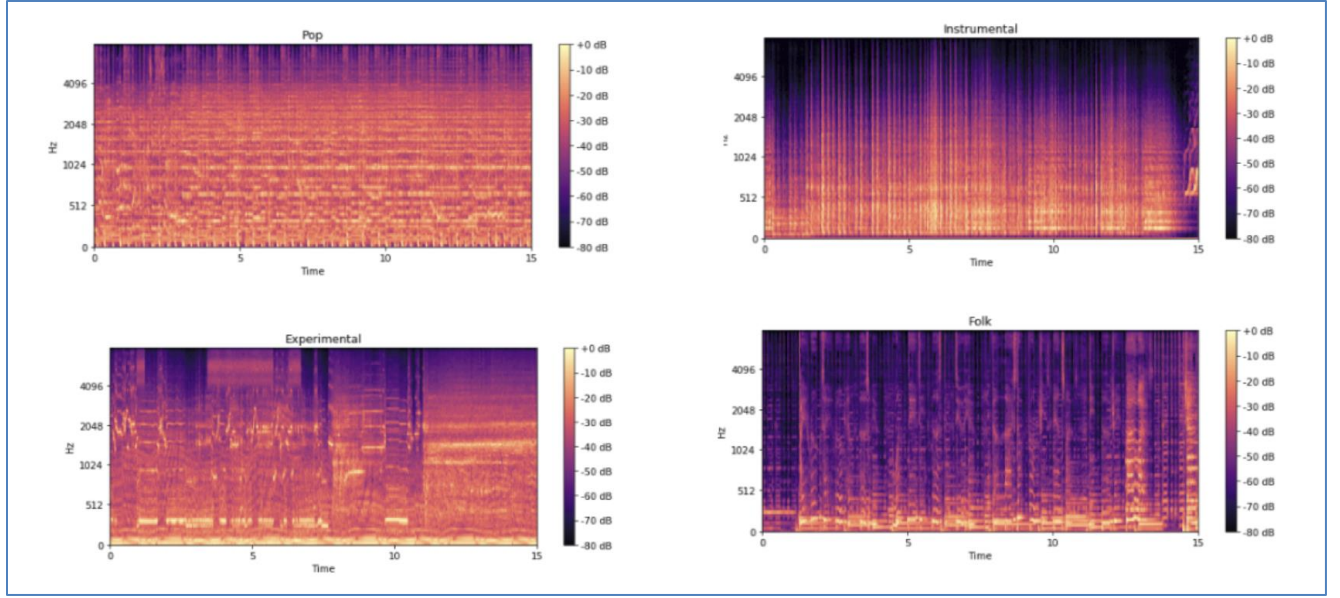 Pop
4096
2048
1024
512
0
Hz
0 5 10 15
Time
+0 dB
-10 dB
-20 dB
-30 dB
-40 dB
-50 dB
-60 dB
-70 dB
-80 dB
Instrumental
4096
2048
1024
512
0
0 5 10 15
Time
+0 dB
-10 dB
-20 dB
-30 dB
-40 dB
-50 dB
-60 dB
-70 dB
-80 dB
Experimental
4096
2048
1024
512
0
Hz
0 5 10 15
Time
+0 dB
-10 dB
-20 dB
-30 dB
-40 dB
-50 dB
-60 dB
-70 dB
-80 dB
Folk
4096
2048
1024
512
0
Hz
0 5 10 15
Time
+0 dB
-10 dB
-20 dB
-30 dB
-40 dB
-50 dB
-60 dB
-70 dB
-80 dB